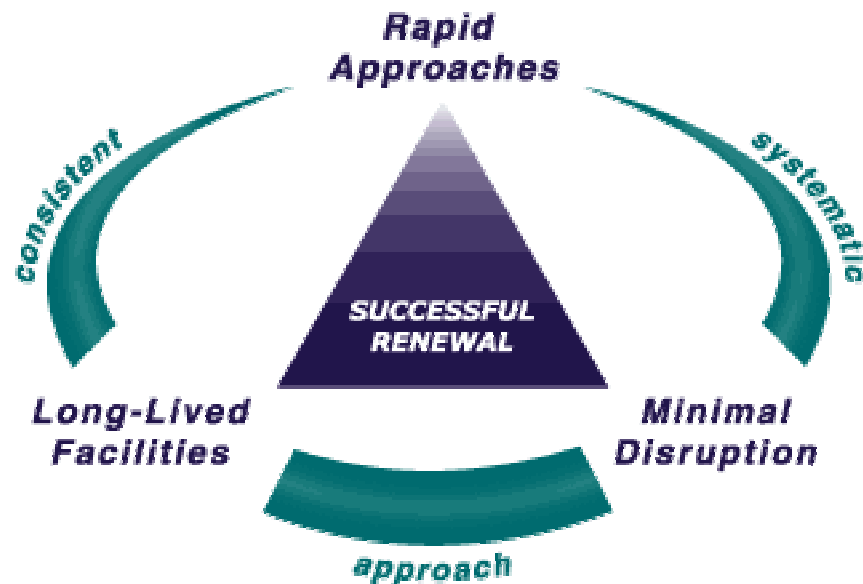 Rapid
Approaches
consistent
systematic
SUCCESSFUL
RENEWAL
Long-Lived
Facilities
Minimal
Disruption
approach